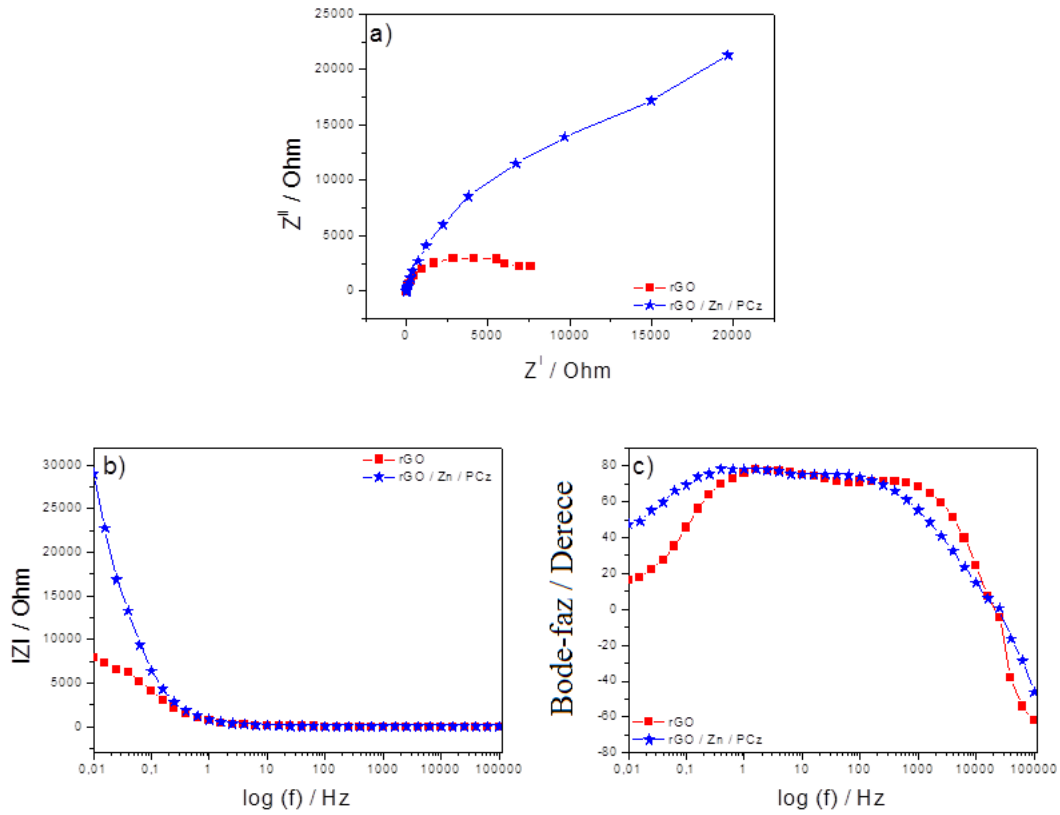 a)
25000
20000
15000
10000
5000
0
Z^II / Ohm
0 5000 10000 15000 20000
Z^I / Ohm
rGO
rGO / Zn / PCz
b)
30000
25000
20000
15000
10000
5000
0
IZI / Ohm
0,01 0,1 1 10 100 1000 10000 100000
log (f) / Hz
rGO
rGO / Zn / PCz
c)
80
60
40
20
0
-20
-40
-60
-80
Bode-faz / Derece
0,01 0,1 1 10 100 1000 10000 100000
log (f) / Hz
rGO
rGO / Zn / PCz